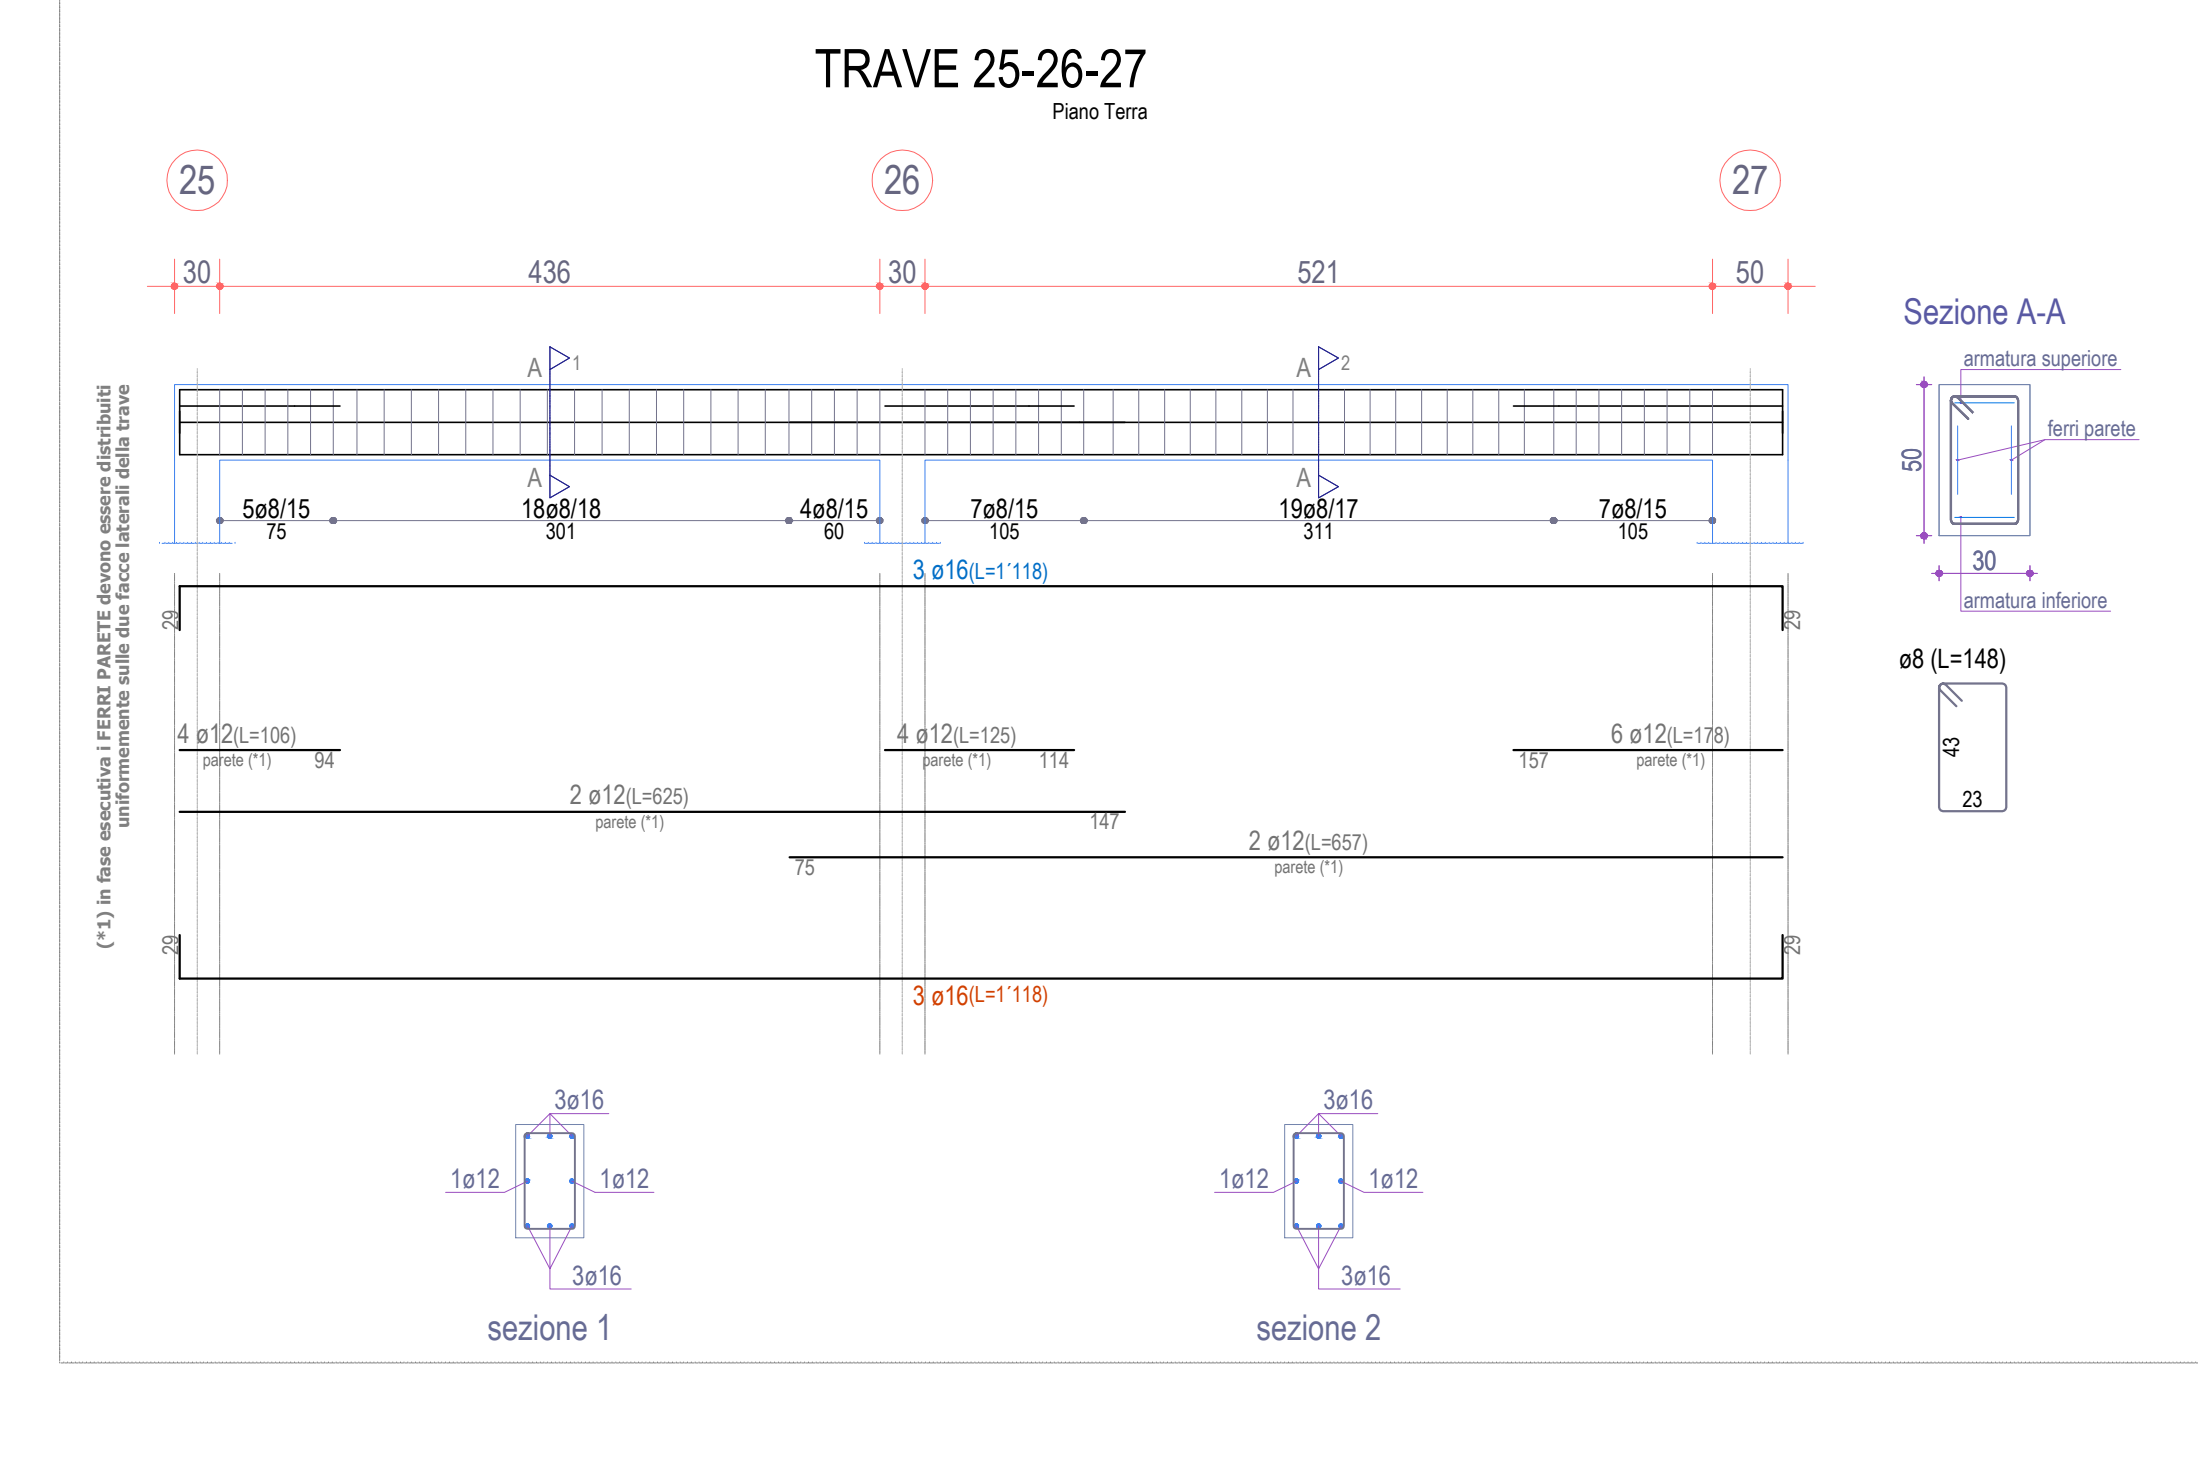 TRAVE 25-26-27
Piano Terra
25
26
27
30
436
30
521
50
Sezione A-A
armatura superiore
ferri parete
50
30
armatura inferiore
A
1
A
2
A
A
5ø8/15
75
18ø8/18
301
4ø8/15
60
7ø8/15
105
19ø8/17
311
7ø8/15
105
(*1) in fase esecutiva i FERRI PARETE devono essere distribuiti
uniformemente sulle due facce laterali della trave
3 ø16(L=1´118)
29
29
ø8 (L=148)
43
23
4 ø12(L=106)
parete (*1)
94
4 ø12(L=125)
parete (*1)
114
6 ø12(L=178)
157
parete (*1)
2 ø12(L=625)
parete (*1)
147
2 ø12(L=657)
75
parete (*1)
29
29
3 ø16(L=1´118)
3ø16
1ø12
1ø12
3ø16
sezione 1
3ø16
1ø12
1ø12
3ø16
sezione 2